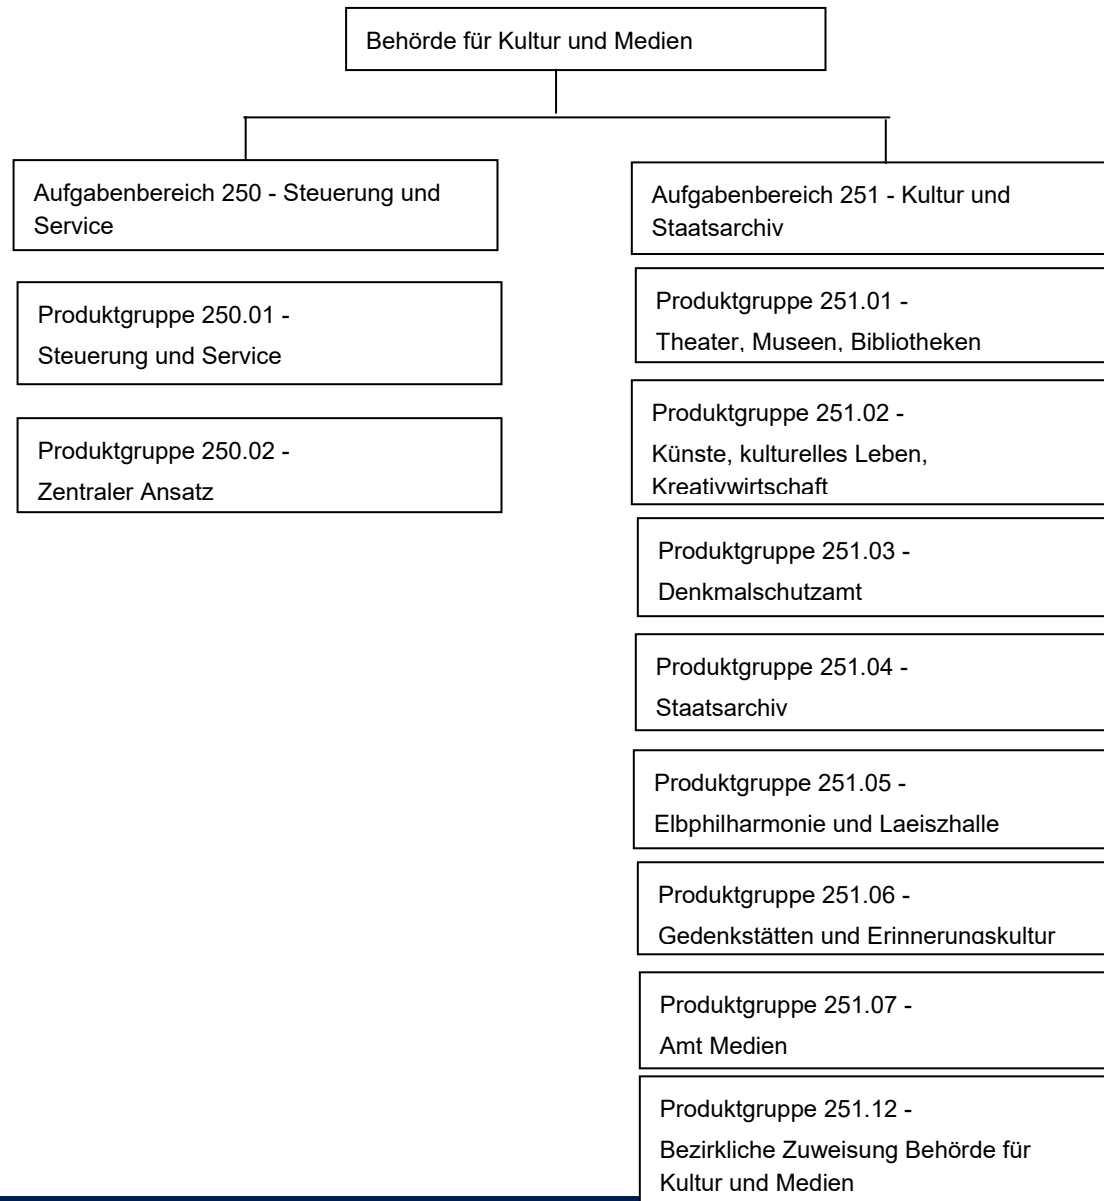 Behörde für Kultur und Medien
Aufgabenbereich 250 - Steuerung und
Service
Produktgruppe 250.01 -
Steuerung und Service
Produktgruppe 250.02 -
Zentraler Ansatz
Aufgabenbereich 251 - Kultur und
Staatsarchiv
Produktgruppe 251.01 -
Theater, Museen, Bibliotheken
Produktgruppe 251.02 -
Künste, kulturelles Leben,
Kreativwirtschaft
Produktgruppe 251.03 -
Denkmalschutzamt
Produktgruppe 251.04 -
Staatsarchiv
Produktgruppe 251.05 -
Elbphilharmonie und Laeiszhalle
Produktgruppe 251.06 -
Gedenkstätten und Erinnerungskultur
Produktgruppe 251.07 -
Amt Medien
Produktgruppe 251.12 -
Bezirkliche Zuweisung Behörde für
Kultur und Medien